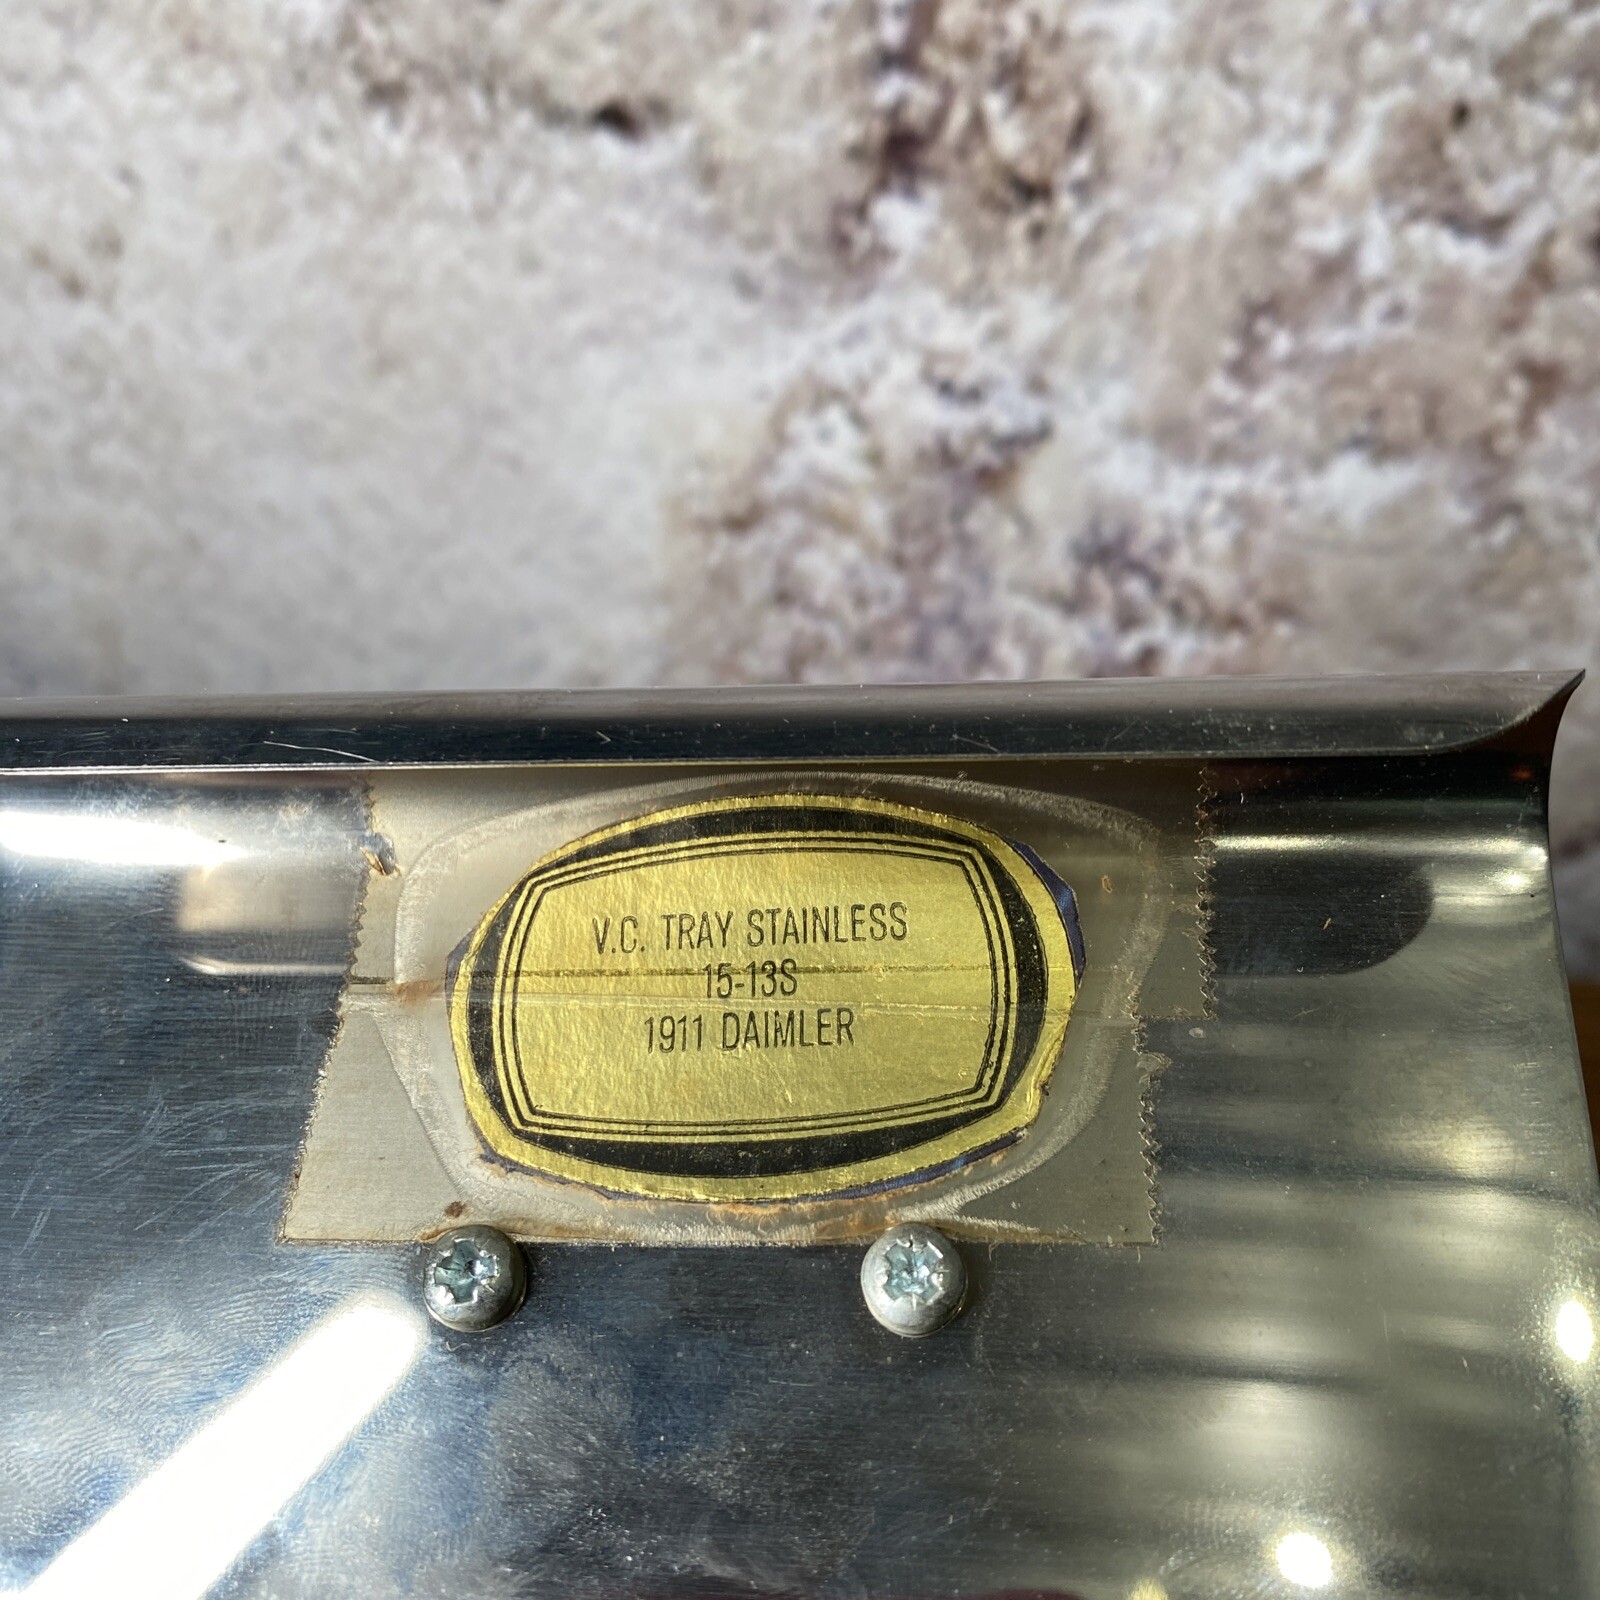 V.C. TRAY STAINLESS
15-13S
1911 DAIMLER